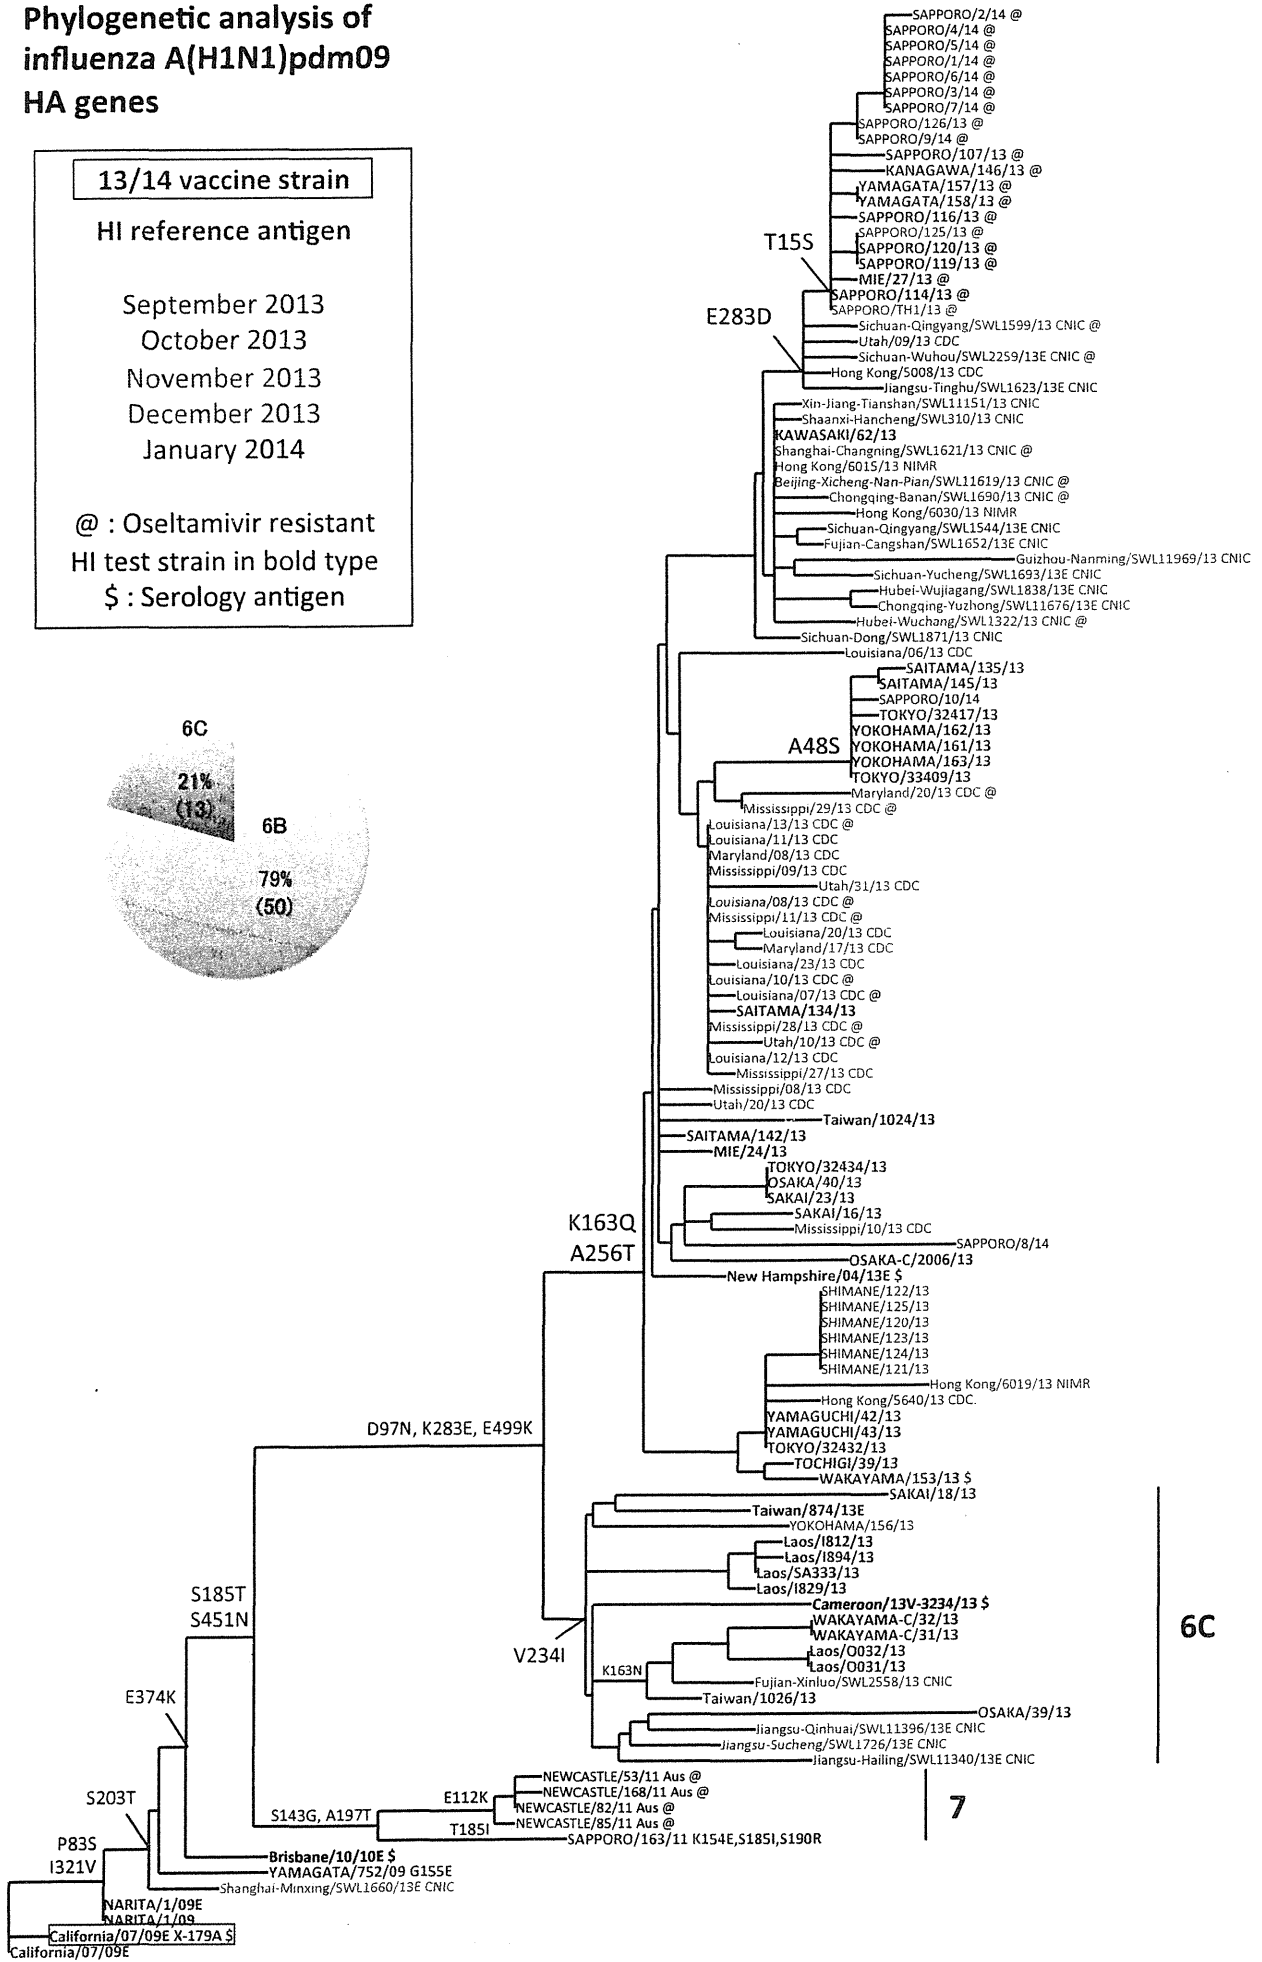 Phylogenetic analysis of
influenza A(H1N1)pdm09
HA genes
13/14 vaccine strain
HI reference antigen
September 2013
October 2013
November 2013
December 2013
January 2014
@ : Oseltamivir resistant
HI test strain in bold type
$ : Serology antigen
6C
21%
(13)
6B
79%
(50)
SAPPORO/2/14 @
SAPPORO/4/14 @
SAPPORO/5/14 @
SAPPORO/1/14 @
SAPPORO/6/14 @
SAPPORO/3/14 @
SAPPORO/7/14 @
SAPPORO/126/13 @
SAPPORO/9/14 @
SAPPORO/107/13 @
KANAGAWA/146/13 @
YAMAGATA/157/13 @
YAMAGATA/158/13 @
SAPPORO/116/13 @
SAPPORO/125/13 @
T15S
SAPPORO/120/13 @
SAPPORO/119/13 @
MIE/27/13 @
SAPPORO/114/13 @
SAPPORO/TH1/13 @
E283D
Sichuan-Qingyang/SWL1599/13 CNIC @
Utah/09/13 CDC
Sichuan-Wuhou/SWL2259/13E CNIC @
Hong Kong/5008/13 CDC
Jiangsu-Tinghu/SWL1623/13E CNIC
Xin-Jiang-Tianshan/SWL11151/13 CNIC
Shaanxi-Hancheng/SWL310/13 CNIC
KAWASAKI/62/13
Shanghai-Changning/SWL1621/13 CNIC @
Hong Kong/6015/13 NIMR
Beijing-Xicheng-Nan-Pian/SWL11619/13 CNIC @
Chongqing-Banan/SWL1690/13 CNIC @
Hong Kong/6030/13 NIMR
Sichuan-Qingyang/SWL1544/13E CNIC
Fujian-Cangshan/SWL1652/13E CNIC
Guizhou-Nanming/SWL11969/13 CNIC
Sichuan-Yucheng/SWL1693/13E CNIC
Hubei-Wujiagang/SWL1838/13E CNIC
Chongqing-Yuzhong/SWL11676/13E CNIC
Hubei-Wuchang/SWL1322/13 CNIC @
Sichuan-Dong/SWL1871/13 CNIC
Louisiana/06/13 CDC
SAITAMA/135/13
SAITAMA/145/13
SAPPORO/10/14
TOKYO/32417/13
YOKOHAMA/162/13
A48S
YOKOHAMA/161/13
YOKOHAMA/163/13
TOKYO/33409/13
Maryland/20/13 CDC @
Mississippi/29/13 CDC @
Louisiana/13/13 CDC @
Louisiana/11/13 CDC
Maryland/08/13 CDC
Mississippi/09/13 CDC
Utah/31/13 CDC
Louisiana/08/13 CDC @
Mississippi/11/13 CDC @
Louisiana/20/13 CDC
Maryland/17/13 CDC
Louisiana/23/13 CDC
Louisiana/10/13 CDC @
Louisiana/07/13 CDC @
SAITAMA/134/13
Mississippi/28/13 CDC @
Utah/10/13 CDC @
Louisiana/12/13 CDC
Mississippi/27/13 CDC
Mississippi/08/13 CDC
Utah/20/13 CDC
Taiwan/1024/13
SAITAMA/142/13
MIE/24/13
TOKYO/32434/13
OSAKA/40/13
SAKAI/23/13
SAKAI/16/13
K163Q
Mississippi/10/13 CDC
SAPPORO/8/14
A256T
OSAKA-C/2006/13
New Hampshire/04/13E $
SHIMANE/122/13
SHIMANE/125/13
SHIMANE/120/13
SHIMANE/123/13
SHIMANE/124/13
SHIMANE/121/13
Hong Kong/6019/13 NIMR
Hong Kong/5640/13 CDC.
YAMAGUCHI/42/13
D97N, K283E, E499K
YAMAGUCHI/43/13
TOKYO/32432/13
TOCHIGI/39/13
WAKAYAMA/153/13 $
SAKAI/18/13
Taiwan/874/13E
YOKOHAMA/156/13
Laos/I812/13
Laos/I894/13
Laos/SA333/13
Laos/I829/13
S185T
S451N
Cameroon/13V-3234/13 $
WAKAYAMA-C/32/13
WAKAYAMA-C/31/13
6C
V234I
Laos/O032/13
Laos/O031/13
K163N
Fujian-Xinluo/SWL2558/13 CNIC
Taiwan/1026/13
E374K
OSAKA/39/13
Jiangsu-Qinhuai/SWL11396/13E CNIC
Jiangsu-Sucheng/SWL1726/13E CNIC
Jiangsu-Hailing/SWL11340/13E CNIC
NEWCASTLE/53/11 Aus @
NEWCASTLE/168/11 Aus @
E112K
S203T
NEWCASTLE/82/11 Aus @
7
S143G, A197T
NEWCASTLE/85/11 Aus @
T185I
SAPPORO/163/11 K154E,S185I,S190R
P83S
Brisbane/10/10E $
I321V
YAMAGATA/752/09 G155E
Shanghai-Minxing/SWL1660/13E CNIC
NARITA/1/09E
NARITA/1/09
California/07/09E X-179A $
California/07/09E